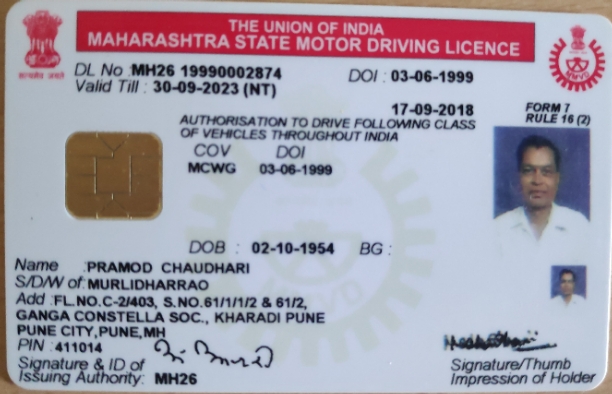 THE UNION OF INDIA
MAHARASHTRA STATE MOTOR DRIVING LICENCE
DL No : MH26 19990002874 DOI : 03-06-1999
Valid Till : 30-09-2023 (NT)
17-09-2018
FORM 7
RULE 16 (2)
AUTHORISATION TO DRIVE FOLLOWING CLASS
OF VEHICLES THROUGHOUT INDIA
COV DOI
MCWG 03-06-1999
DOB : 02-10-1954 BG :
Name : PRAMOD CHAUDHARI
S/D/W of : MURLIDHARRAO
Add : FL.NO.C-2/403, S.NO.61/1/1/2 & 61/2,
GANGA CONSTELLA SOC., KHARADI PUNE
PUNE CITY,PUNE,MH
PIN : 411014
Signature & ID of
Issuing Authority: MH26
Signature/Thumb
Impression of Holder
MMVD